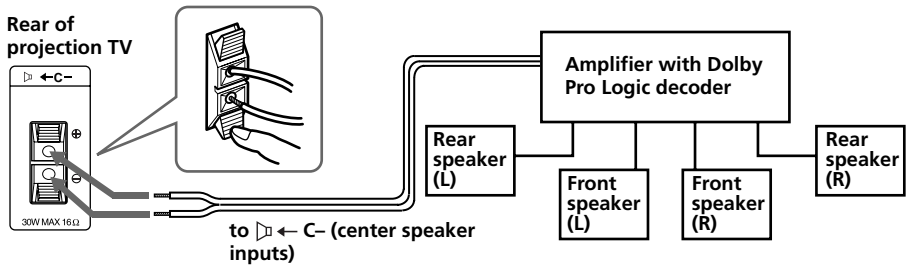 Rear of
projection TV
←C–
⊕
⊖
30W MAX 16Ω
to ← C– (center speaker
inputs)
Amplifier with Dolby
Pro Logic decoder
Rear
speaker
(L)
Front
speaker
(L)
Front
speaker
(R)
Rear
speaker
(R)